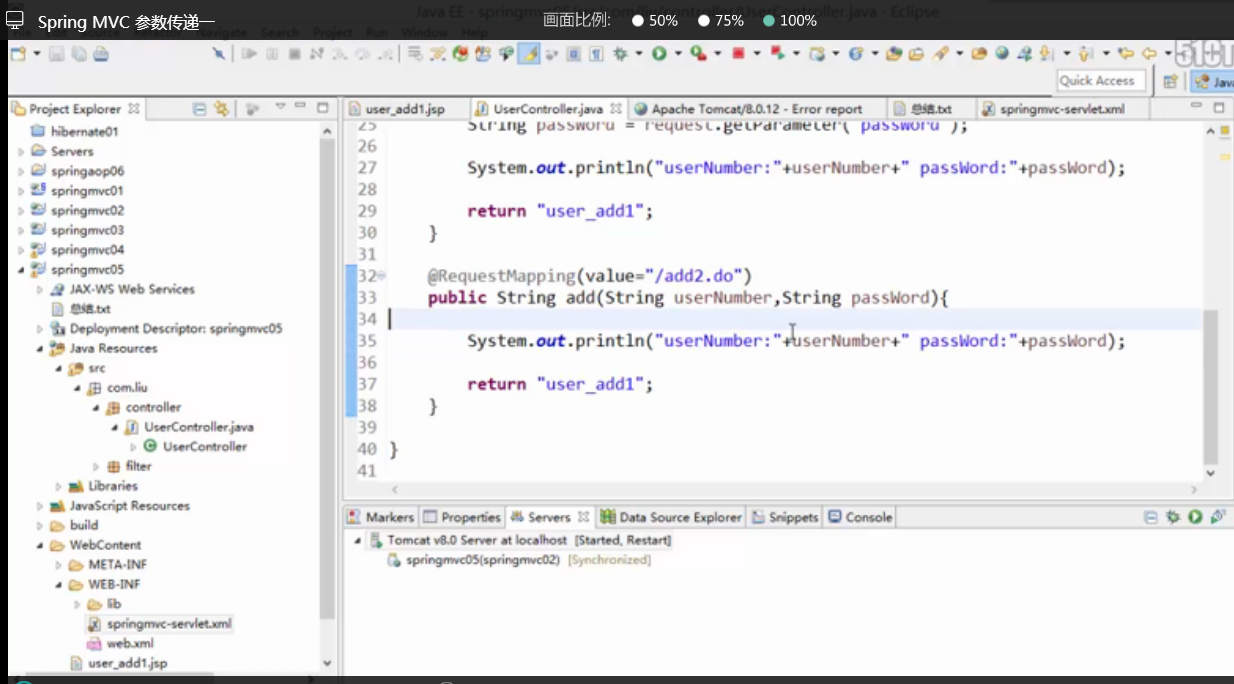 Spring MVC 参数传递一
画面比例: 50% 75% 100%
Quick Access
Project Explorer
user_add1.jsp
UserController.java
Apache Tomcat/8.0.12 - Error report
总结.txt
springmvc-servlet.xml
hibernate01
Servers
springaop06
springmvc01
springmvc02
springmvc03
springmvc04
springmvc05
JAX-WS Web Services
总结.txt
Deployment Descriptor: springmvc05
Java Resources
src
com.liu
controller
UserController.java
UserController
filter
Libraries
JavaScript Resources
build
WebContent
META-INF
WEB-INF
lib
springmvc-servlet.xml
web.xml
user_add1.jsp
25 String passWord = request.getParameter("passWord");
26
27 System.out.println("userNumber:"+userNumber+" passWord:"+passWord);
28
29 return "user_add1";
30 }
31
32 @RequestMapping(value="/add2.do")
33 public String add(String userNumber,String passWord){
34
35 System.out.println("userNumber:"+userNumber+" passWord:"+passWord);
36
37 return "user_add1";
38 }
39
40 }
41
Markers Properties Servers Data Source Explorer Snippets Console
Tomcat v8.0 Server at localhost [Started, Restart]
springmvc05(springmvc02) [Synchronized]